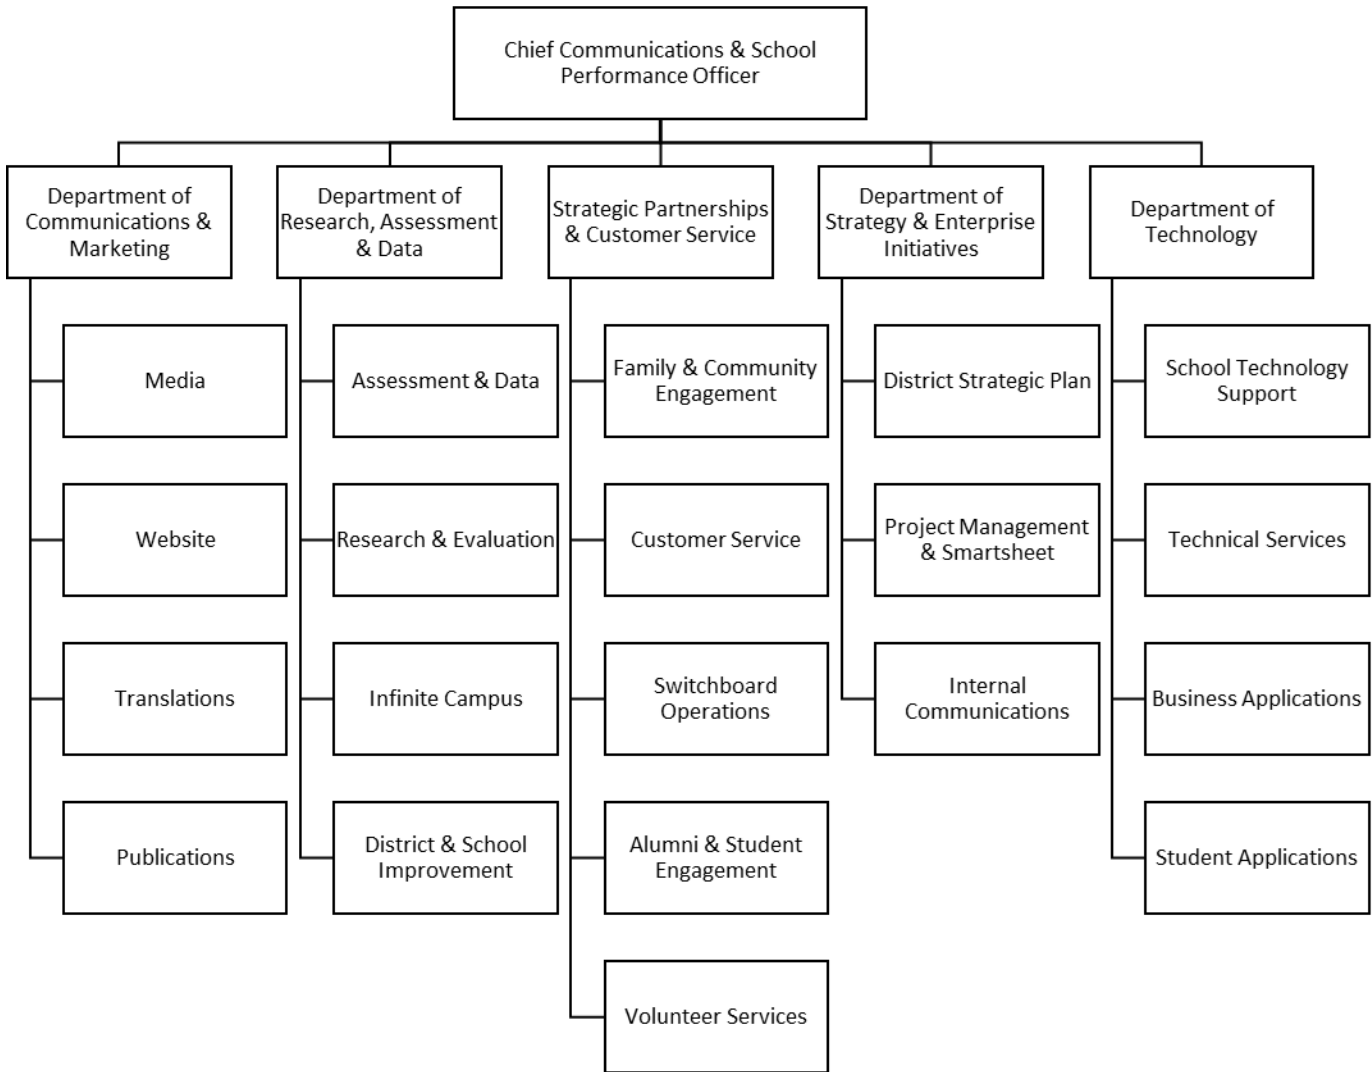 Chief Communications & School
Performance Officer
Department of
Communications &
Marketing
Department of
Research, Assessment
& Data
Strategic Partnerships
& Customer Service
Department of
Strategy & Enterprise
Initiatives
Department of
Technology
Media
Assessment & Data
Family & Community
Engagement
District Strategic Plan
School Technology
Support
Website
Research & Evaluation
Customer Service
Project Management
& Smartsheet
Technical Services
Translations
Infinite Campus
Switchboard
Operations
Internal
Communications
Business Applications
Publications
District & School
Improvement
Alumni & Student
Engagement
Student Applications
Volunteer Services